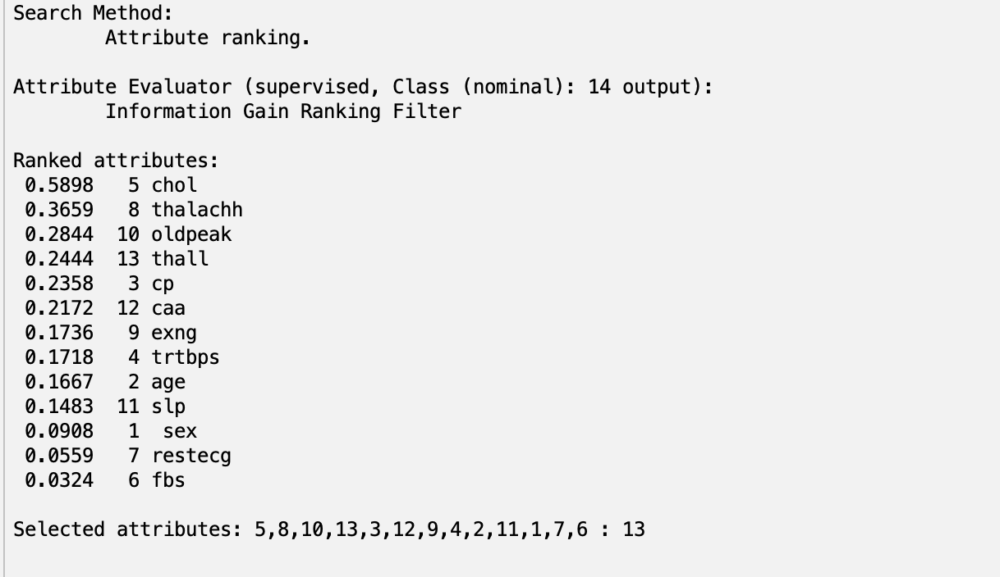 Search Method:
Attribute ranking.
Attribute Evaluator (supervised, Class (nominal): 14 output):
Information Gain Ranking Filter
Ranked attributes:
0.5898 5 chol
0.3659 8 thalachh
0.2844 10 oldpeak
0.2444 13 thall
0.2358 3 cp
0.2172 12 caa
0.1736 9 exng
0.1718 4 trtbps
0.1667 2 age
0.1483 11 slp
0.0908 1 sex
0.0559 7 restecg
0.0324 6 fbs
Selected attributes: 5,8,10,13,3,12,9,4,2,11,1,7,6 : 13